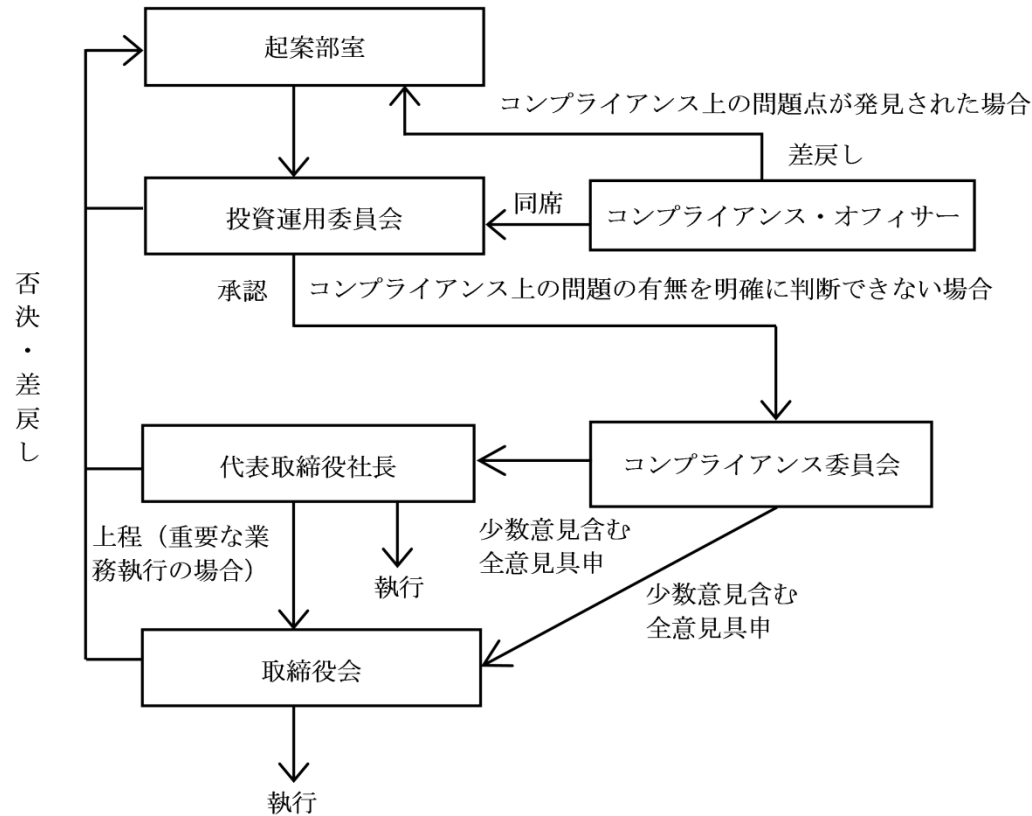 起案部室
コンプライアンス上の問題点が発見された場合
差戻し
投資運用委員会
同席
コンプライアンス・オフィサー
承認
コンプライアンス上の問題の有無を明確に判断できない場合
否決・差戻し
代表取締役社長
コンプライアンス委員会
上程（重要な業
務執行の場合）
執行
少数意見含む
全意見具申
少数意見含む
全意見具申
取締役会
執行